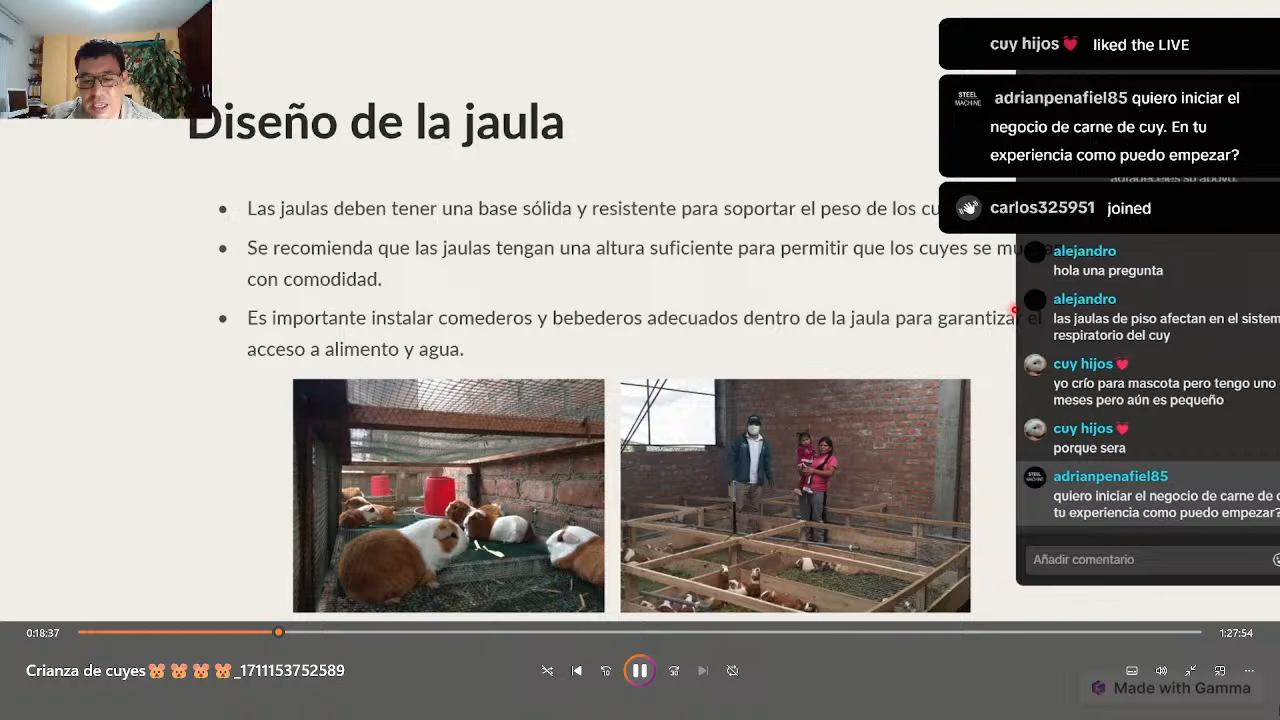 Diseño de la jaula
Las jaulas deben tener una base sólida y resistente para soportar el peso de los
Se recomienda que las jaulas tengan una altura suficiente para permitir que los cuyes se
con comodidad.
Es importante instalar comederos y bebederos adecuados dentro de la jaula para garantizar el
acceso a alimento y agua.
cuy hijos💗 liked the LIVE
STEEL
MACHINE
adrianpenafiel85 quiero iniciar el
negocio de carne de cuy. En tu
experiencia como puedo empezar?
carlos325951 joined
alejandro
hola una pregunta
alejandro
las jaulas de piso afectan en el sistem
respiratorio del cuy
cuy hijos💗
yo crío para mascota pero tengo uno
meses pero aún es pequeño
cuy hijos💗
porque sera
adrianpenafiel85
quiero iniciar el negocio de carne de
tu experiencia como puedo empezar?
Añadir comentario
0:18:37
1:27:54
Crianza de cuyes🐹🐹🐹🐹_1711153752589
Made with Gamma